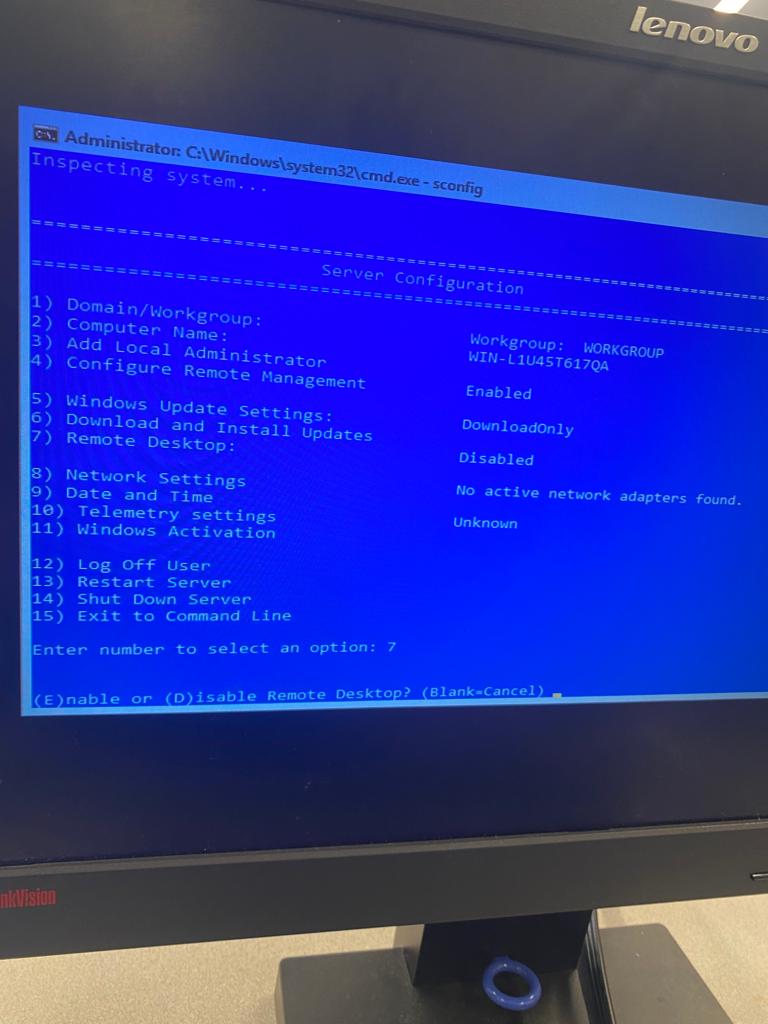 lenovo
Administrator: C:\Windows\system32\cmd.exe - sconfig
Inspecting system...
===============================================================================
Server Configuration
===============================================================================
1) Domain/Workgroup: Workgroup: WORKGROUP
2) Computer Name: WIN-L1U45T617QA
3) Add Local Administrator
4) Configure Remote Management Enabled
5) Windows Update Settings: DownloadOnly
6) Download and Install Updates
7) Remote Desktop: Disabled
8) Network Settings No active network adapters found.
9) Date and Time
10) Telemetry settings Unknown
11) Windows Activation
12) Log Off User
13) Restart Server
14) Shut Down Server
15) Exit to Command Line
Enter number to select an option: 7
(E)nable or (D)isable Remote Desktop? (Blank=Cancel)
nkVision